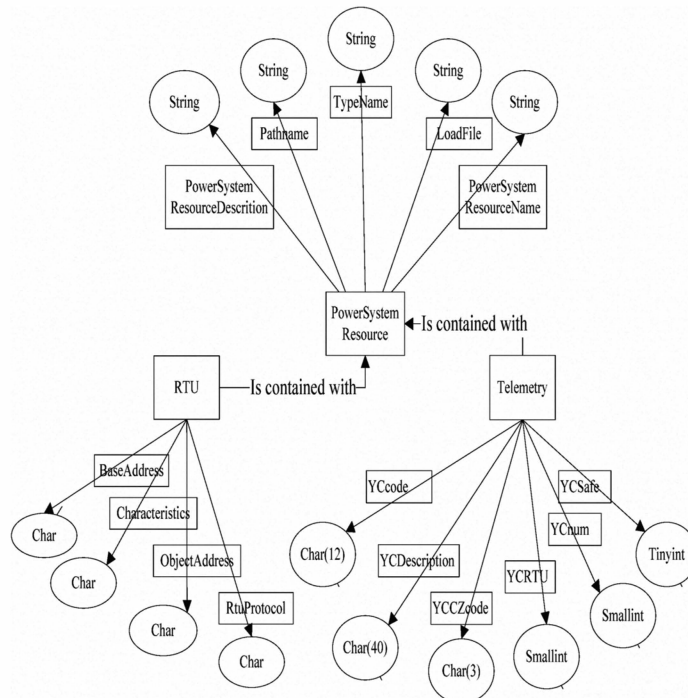 String
String
String
String
String
TypeName
Pathname
LoadFile
PowerSystem
ResourceDescrition
PowerSystem
ResourceName
PowerSystem
Resource
Is contained with
RTU
Is contained with
Telemetry
BaseAddress
Characteristics
ObjectAddress
RtuProtocol
Char
Char
Char
Char
YCcode
YCSafe
YCnum
YCDescription
YCRTU
YCCZcode
Char(12)
Tinyint
Smallint
Char(40)
Char(3)
Smallint